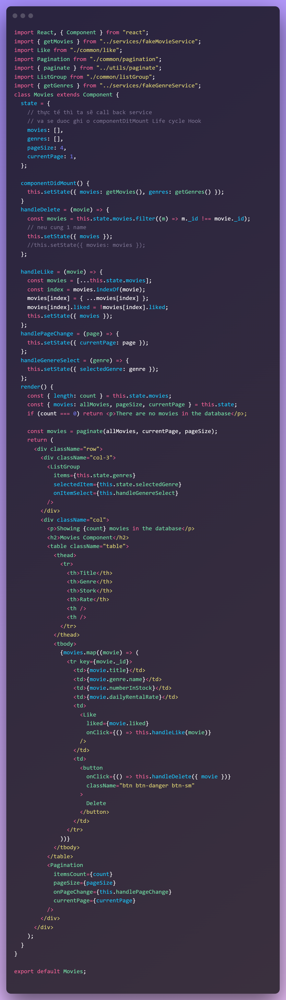 import React, { Component } from "react";
import { getMovies } from "../services/fakeMovieService";
import Like from "./common/like";
import Pagination from "./common/pagination";
import { paginate } from "../utils/paginate";
import ListGroup from "./common/listGroup";
import { getGenres } from "../services/fakeGenreService";
class Movies extends Component {
  state = {
    // thực tế thì ta sẽ call back service
    // va se duoc ghi o componentDitMount Life cycle Hook
    movies: [],
    genres: [],
    pageSize: 4,
    currentPage: 1,
  };

  componentDidMount() {
    this.setState({ movies: getMovies(), genres: getGenres() });
  }
  handleDelete = (movie) => {
    const movies = this.state.movies.filter((m) => m._id !== movie._id);
    // neu cung 1 name
    this.setState({ movies });
    //this.setState({ movies: movies });
  };

  handleLike = (movie) => {
    const movies = [...this.state.movies];
    const index = movies.indexOf(movie);
    movies[index] = { ...movies[index] };
    movies[index].liked = !movies[index].liked;
    this.setState({ movies });
  };
  handlePageChange = (page) => {
    this.setState({ currentPage: page });
  };
  handleGenereSelect = (genre) => {
    this.setState({ selectedGenre: genre });
  };
  render() {
    const { length: count } = this.state.movies;
    const { movies: allMovies, pageSize, currentPage } = this.state;
    if (count === 0) return <p>There are no movies in the database</p>;

    const movies = paginate(allMovies, currentPage, pageSize);
    return (
      <div className="row">
        <div className="col-3">
          <ListGroup
            items={this.state.genres}
            selectedItem={this.state.selectedGenre}
            onItemSelect={this.handleGenereSelect}
          />
        </div>
        <div className="col">
          <p>Showing {count} movies in the database</p>
          <h2>Movies Component</h2>
          <table className="table">
            <thead>
              <tr>
                <th>Title</th>
                <th>Genre</th>
                <th>Stork</th>
                <th>Rate</th>
                <th />
                <th />
              </tr>
            </thead>
            <tbody>
              {movies.map((movie) => (
                <tr key={movie._id}>
                  <td>{movie.title}</td>
                  <td>{movie.genre.name}</td>
                  <td>{movie.numberInStock}</td>
                  <td>{movie.dailyRentalRate}</td>
                  <td>
                    <Like
                      liked={movie.liked}
                      onClick={() => this.handleLike(movie)}
                    />
                  </td>
                  <td>
                    <button
                      onClick={() => this.handleDelete({ movie })}
                      className="btn btn-danger btn-sm"
                    >
                      Delete
                    </button>
                  </td>
                </tr>
              ))}
            </tbody>
          </table>
          <Pagination
            itemsCount={count}
            pageSize={pageSize}
            onPageChange={this.handlePageChange}
            currentPage={currentPage}
          />
        </div>
      </div>
    );
  }
}

export default Movies;